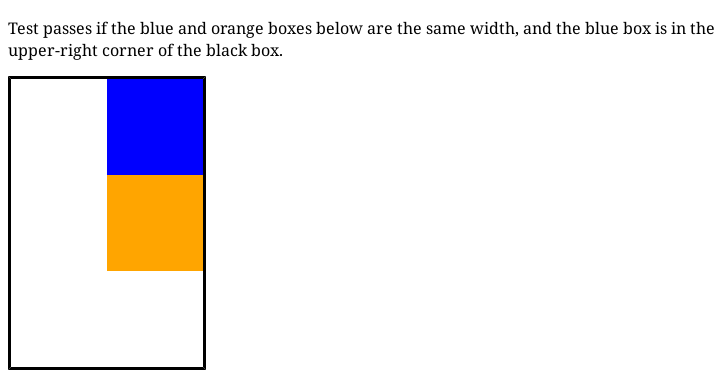 Test passes if the blue and orange boxes below are the same width, and the blue box is in the
upper-right corner of the black box.